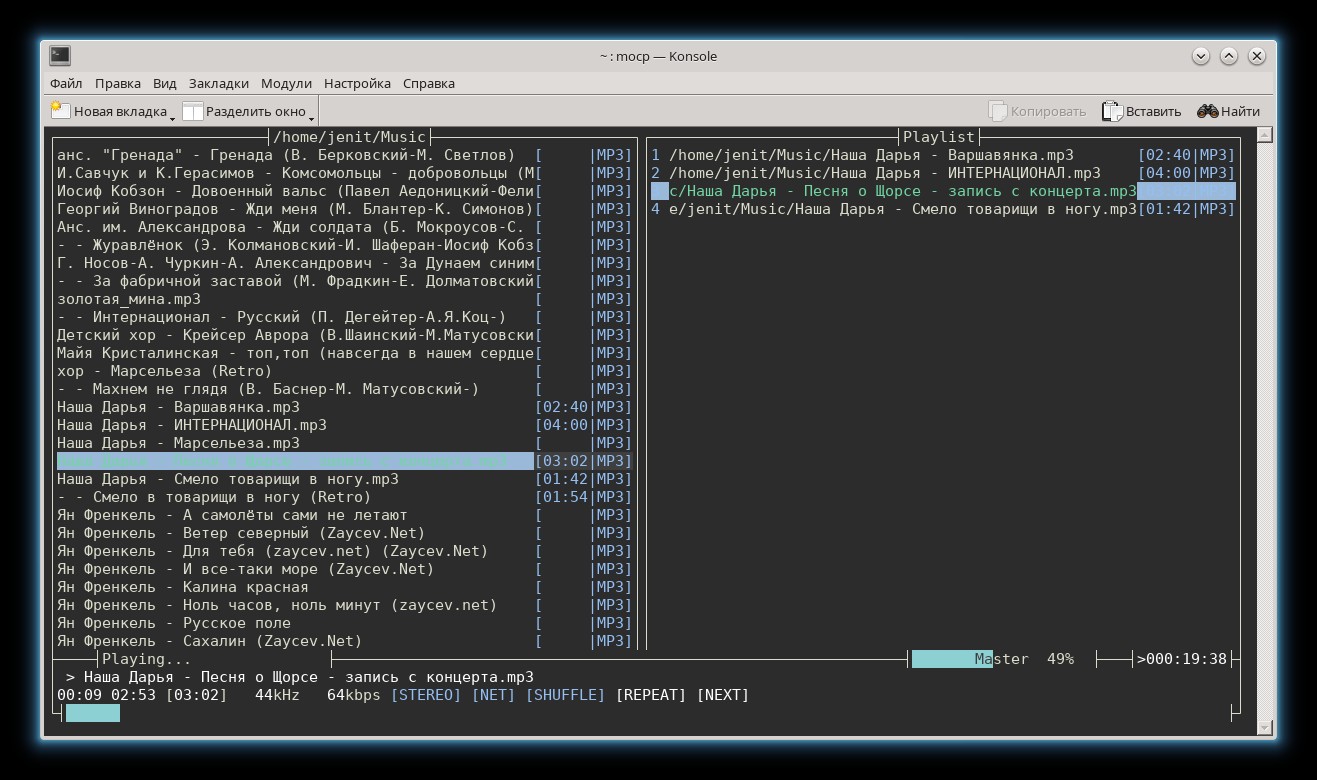 ~ : mocp — Konsole
Файл Правка Вид Закладки Модули Настройка Справка
Новая вкладка Разделить окно Копировать Вставить Найти
/home/jenit/Music
анс. "Гренада" - Гренада (В. Берковский-М. Светлов) [ |MP3]
И.Савчук и К.Герасимов - Комсомольцы - добровольцы (М[ |MP3]
Иосиф Кобзон - Довоенный вальс (Павел Аедоницкий-Фели[ |MP3]
Георгий Виноградов - Жди меня (М. Блантер-К. Симонов)[ |MP3]
Анс. им. Александрова - Жди солдата (Б. Мокроусов-С. [ |MP3]
- - Журавлёнок (Э. Колмановский-И. Шаферан-Иосиф Кобз[ |MP3]
Г. Носов-А. Чуркин-А. Александрович - За Дунаем синим[ |MP3]
- - За фабричной заставой (М. Фрадкин-Е. Долматовский[ |MP3]
золотая_мина.mp3 [ |MP3]
- - Интернационал - Русский (П. Дегейтер-А.Я.Коц-) [ |MP3]
Детский хор - Крейсер Аврора (В.Шаинский-М.Матусовски[ |MP3]
Майя Кристалинская - топ,топ (навсегда в нашем сердце[ |MP3]
хор - Марсельеза (Retro) [ |MP3]
- - Махнем не глядя (В. Баснер-М. Матусовский-) [ |MP3]
Наша Дарья - Варшавянка.mp3 [02:40|MP3]
Наша Дарья - ИНТЕРНАЦИОНАЛ.mp3 [04:00|MP3]
Наша Дарья - Марсельеза.mp3 [ |MP3]
[03:02|MP3]
Наша Дарья - Смело товарищи в ногу.mp3 [01:42|MP3]
- - Смело в товарищи в ногу (Retro) [01:54|MP3]
Ян Френкель - А самолёты сами не летают [ |MP3]
Ян Френкель - Ветер северный (Zaycev.Net) [ |MP3]
Ян Френкель - Для тебя (zaycev.net) (Zaycev.Net) [ |MP3]
Ян Френкель - И все-таки море (Zaycev.Net) [ |MP3]
Ян Френкель - Калина красная [ |MP3]
Ян Френкель - Ноль часов, ноль минут (zaycev.net) [ |MP3]
Ян Френкель - Русское поле [ |MP3]
Ян Френкель - Сахалин (Zaycev.Net) [ |MP3]
Playlist
1 /home/jenit/Music/Наша Дарья - Варшавянка.mp3 [02:40|MP3]
2 /home/jenit/Music/Наша Дарья - ИНТЕРНАЦИОНАЛ.mp3 [04:00|MP3]
с/Наша Дарья - Песня о Щорсе - запись с концерта.mp3
4 e/jenit/Music/Наша Дарья - Смело товарищи в ногу.mp3[01:42|MP3]
Playing... Master 49% >000:19:38
> Наша Дарья - Песня о Щорсе - запись с концерта.mp3
00:09 02:53 [03:02] 44kHz 64kbps [STEREO] [NET] [SHUFFLE] [REPEAT] [NEXT]